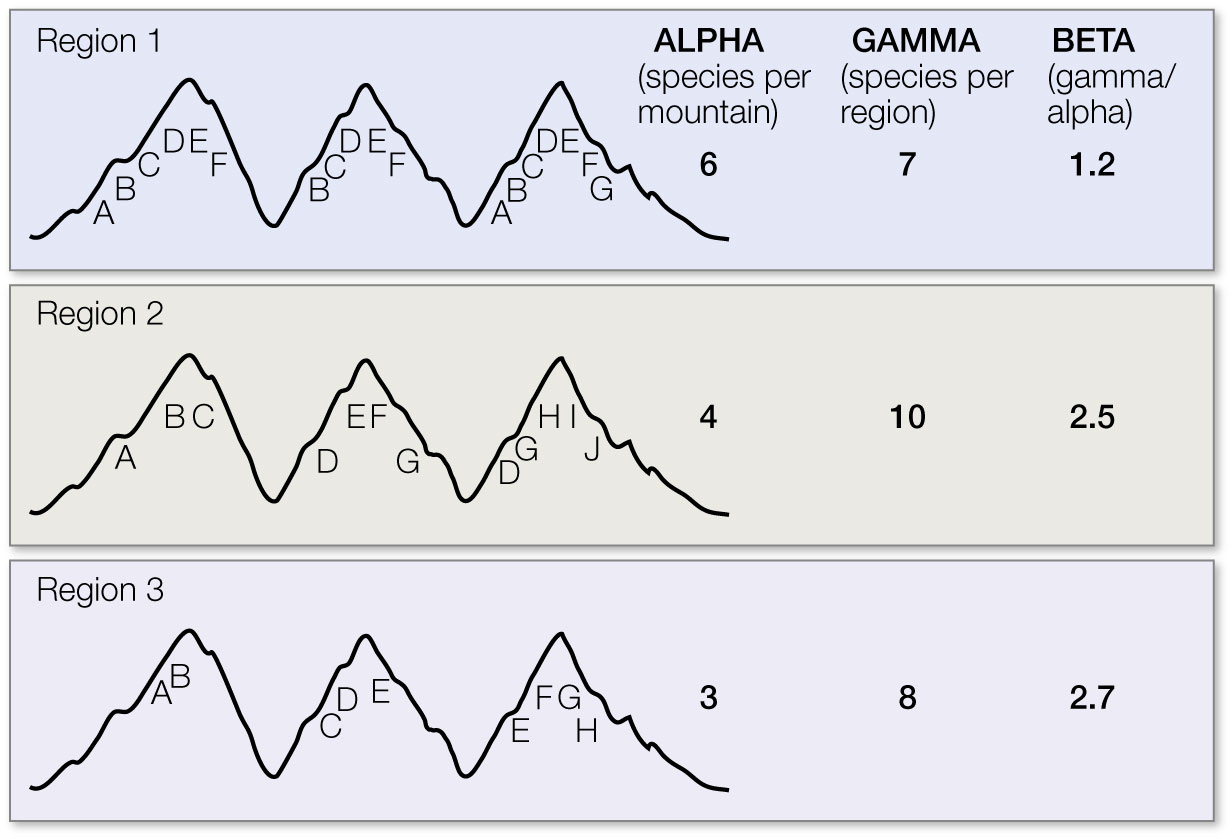 Region 1
ALPHA GAMMA BETA
(species per (species per (gamma/
mountain) region) alpha)
D E D E D E
C F C F C F
B B B G
A A
6 7 1.2
Region 2
B C E F H I
A D G G J
D
4 10 2.5
Region 3
B D E F G
A C E H
3 8 2.7